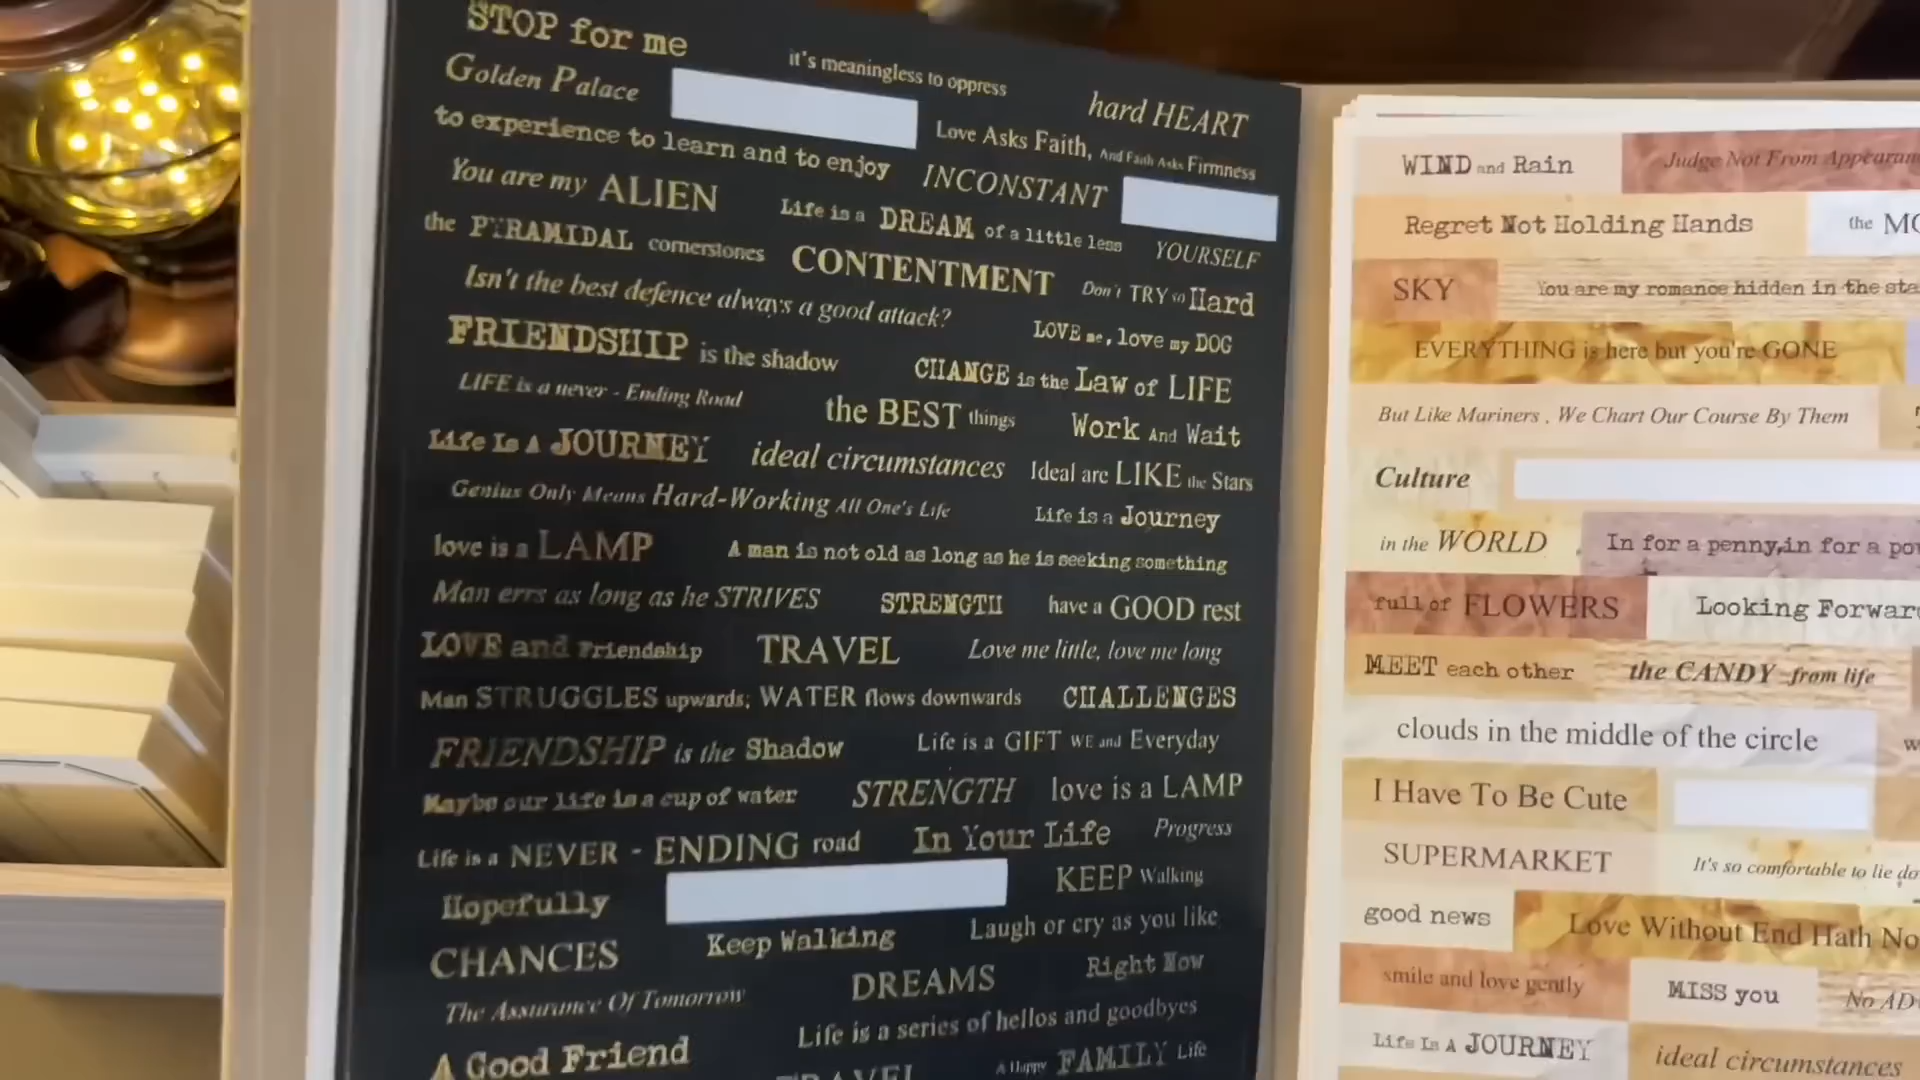 STOP for me
it's meaningless to oppress
Golden Palace
hard HEART
to experience to learn and to enjoy
Love Asks Faith, And Faith Asks Firmness
You are my ALIEN
INCONSTANT
Life is a DREAM of a little less
YOURSELF
the PYRAMIDAL cornerstones
CONTENTMENT
Don't TRY so Hard
Isn't the best defence always a good attack?
LOVE me, love my DOG
FRIENDSHIP is the shadow
CHANGE is the Law of LIFE
LIFE is a never - Ending Road
the BEST things
Work And Wait
Life Is A JOURNEY
ideal circumstances
Ideal are LIKE the Stars
Genius Only Means Hard-Working All One's Life
Life is a Journey
love is a LAMP
A man is not old as long as he is seeking something
Man errs as long as he STRIVES
STRENGTH
have a GOOD rest
LOVE and Friendship
TRAVEL
Love me little, love me long
Man STRUGGLES upwards; WATER flows downwards
CHALLENGES
FRIENDSHIP is the Shadow
Life is a GIFT WE and Everyday
Maybe our life is a cup of water
STRENGTH
love is a LAMP
Life is a NEVER - ENDING road
In Your Life
Progress
Hopefully
KEEP Walking
CHANCES
Keep Walking
Laugh or cry as you like
The Assurance Of Tomorrow
DREAMS
Right Now
Life is a series of hellos and goodbyes
A Good Friend
TRAVEL
A Happy FAMILY Life
WIND and Rain
Judge Not From
Regret Not Holding Hands
the
SKY
You are my romance hidden in the
EVERYTHING is here but you're GONE
But Like Mariners , We Chart Our Course By Them
Culture
in the WORLD
In for a penny,in for a
full of FLOWERS
Looking
MEET each other
the CANDY from life
clouds in the middle of the circle
I Have To Be Cute
SUPERMARKET
It's so comfortable to lie
good news
Love Without End Hath
smile and love gently
MISS you
No
Life Is A JOURNEY
ideal circumstances